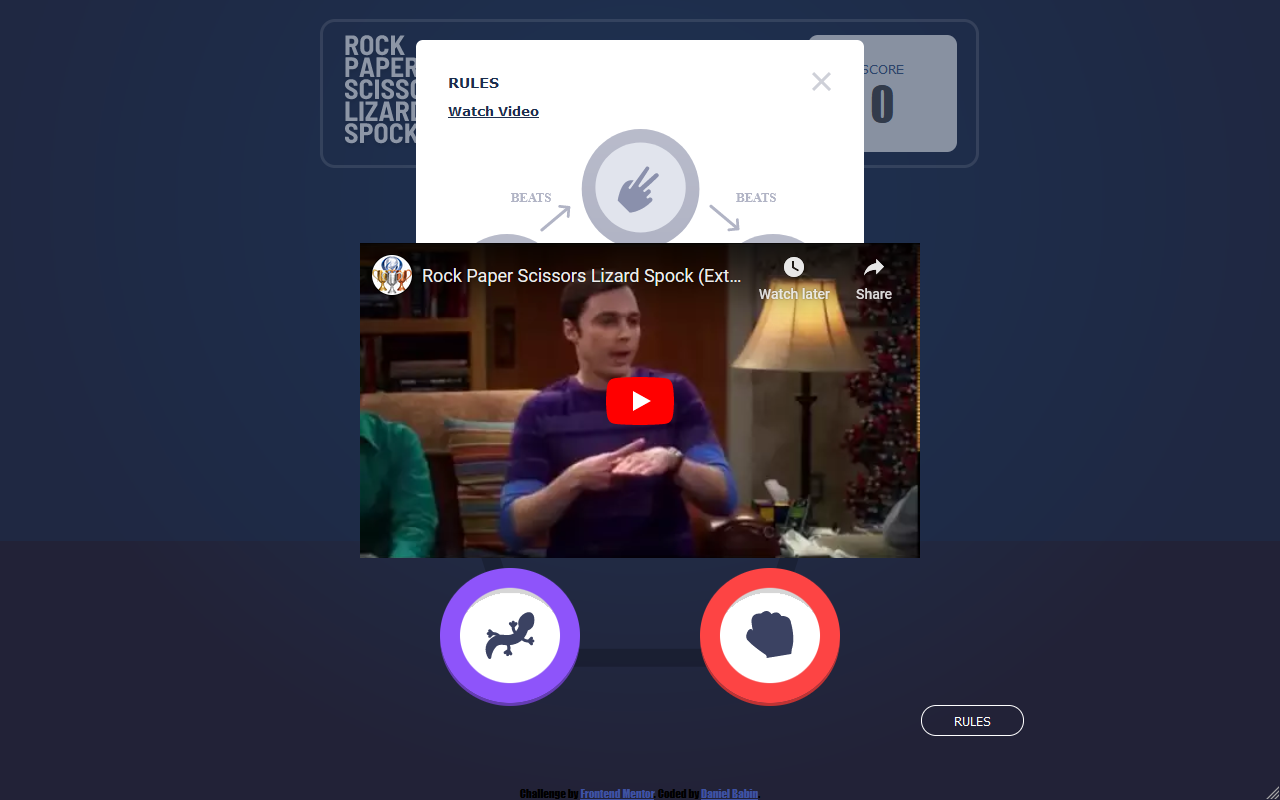 ROCK
PAPER
SCISSO
LIZARD
SPOCK
SCORE
0
RULES
Watch Video
BEATS
BEATS
Rock Paper Scissors Lizard Spock (Ext...
Watch later
Share
RULES
Challenge by Frontend Mentor. Coded by Daniel Babin.